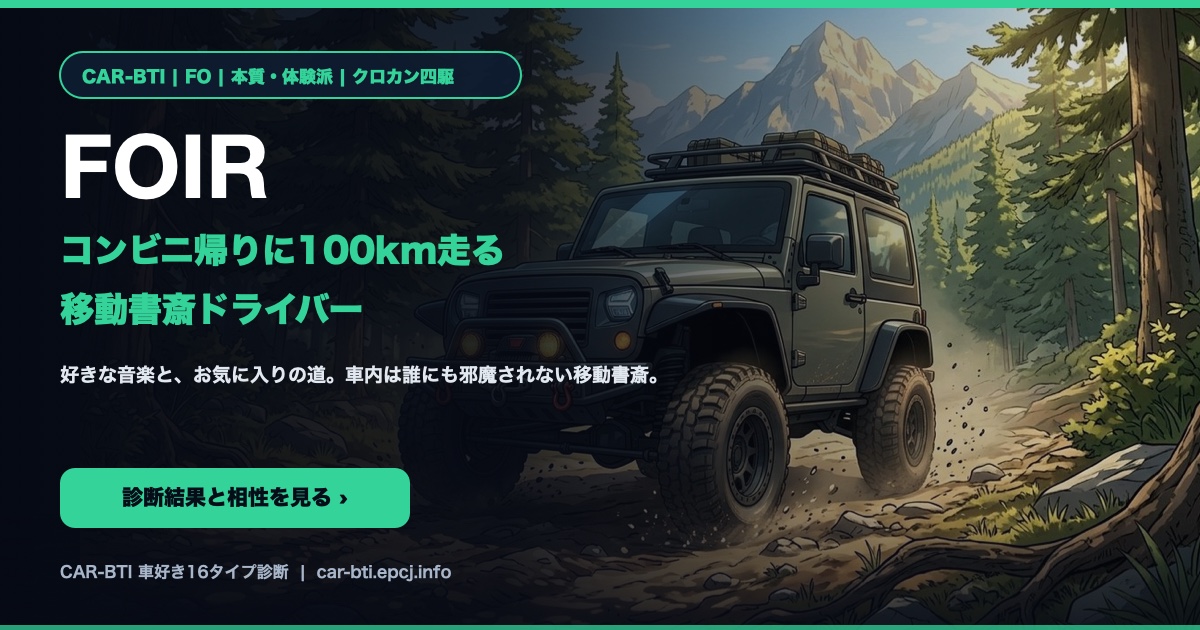 CAR-BTI | FO | 本質・体験派 | クロカン四駆
FOIR
コンビニ帰りに100km走る
移動書斎ドライバー
好きな音楽と、お気に入りの道。車内は誰にも邪魔されない移動書斎。
診断結果と相性を見る ›
CAR-BTI 車好き16タイプ診断 | car-bti.epcj.info